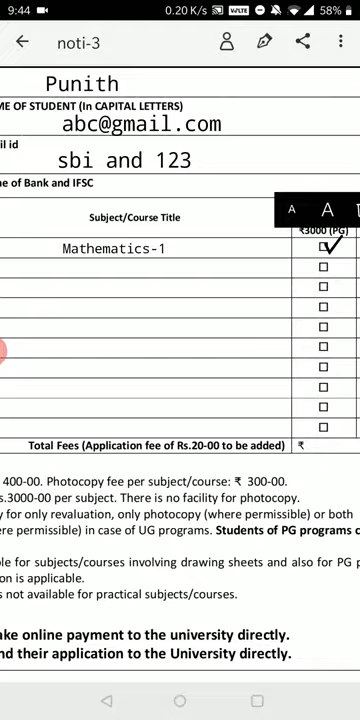 9:44 0.20 K/s VoWLTE 58%
noti-3
Punith
ME OF STUDENT (In CAPITAL LETTERS)
abc@gmail.com
il id
sbi and 123
ne of Bank and IFSC
Subject/Course Title
A A
₹3000 (PG)
Mathematics-1
Total Fees (Application fee of Rs.20-00 to be added) ₹
400-00. Photocopy fee per subject/course: ₹ 300-00.
s.3000-00 per subject. There is no facility for photocopy.
y for only revaluation, only photocopy (where permissible) or both
ere permissible) in case of UG programs. Students of PG programs c
ble for subjects/courses involving drawing sheets and also for PG p
on is applicable.
s not available for practical subjects/courses.
ake online payment to the university directly.
nd their application to the University directly.